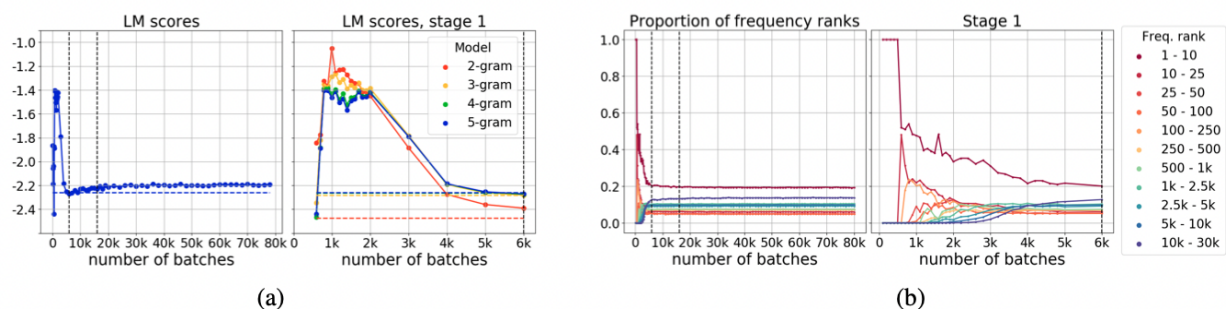 LM scores
-1.0
-1.2
-1.4
-1.6
-1.8
-2.0
-2.2
-2.4
0 10k 20k 30k 40k 50k 60k 70k 80k
number of batches
LM scores, stage 1
Model
2-gram
3-gram
4-gram
5-gram
0 1k 2k 3k 4k 5k 6k
number of batches
(a)
Proportion of frequency ranks
1.0
0.8
0.6
0.4
0.2
0.0
0 10k 20k 30k 40k 50k 60k 70k 80k
number of batches
Stage 1
0 1k 2k 3k 4k 5k 6k
number of batches
Freq. rank
1 - 10
10 - 25
25 - 50
50 - 100
100 - 250
250 - 500
500 - 1k
1k - 2.5k
2.5k - 5k
5k - 10k
10k - 30k
(b)